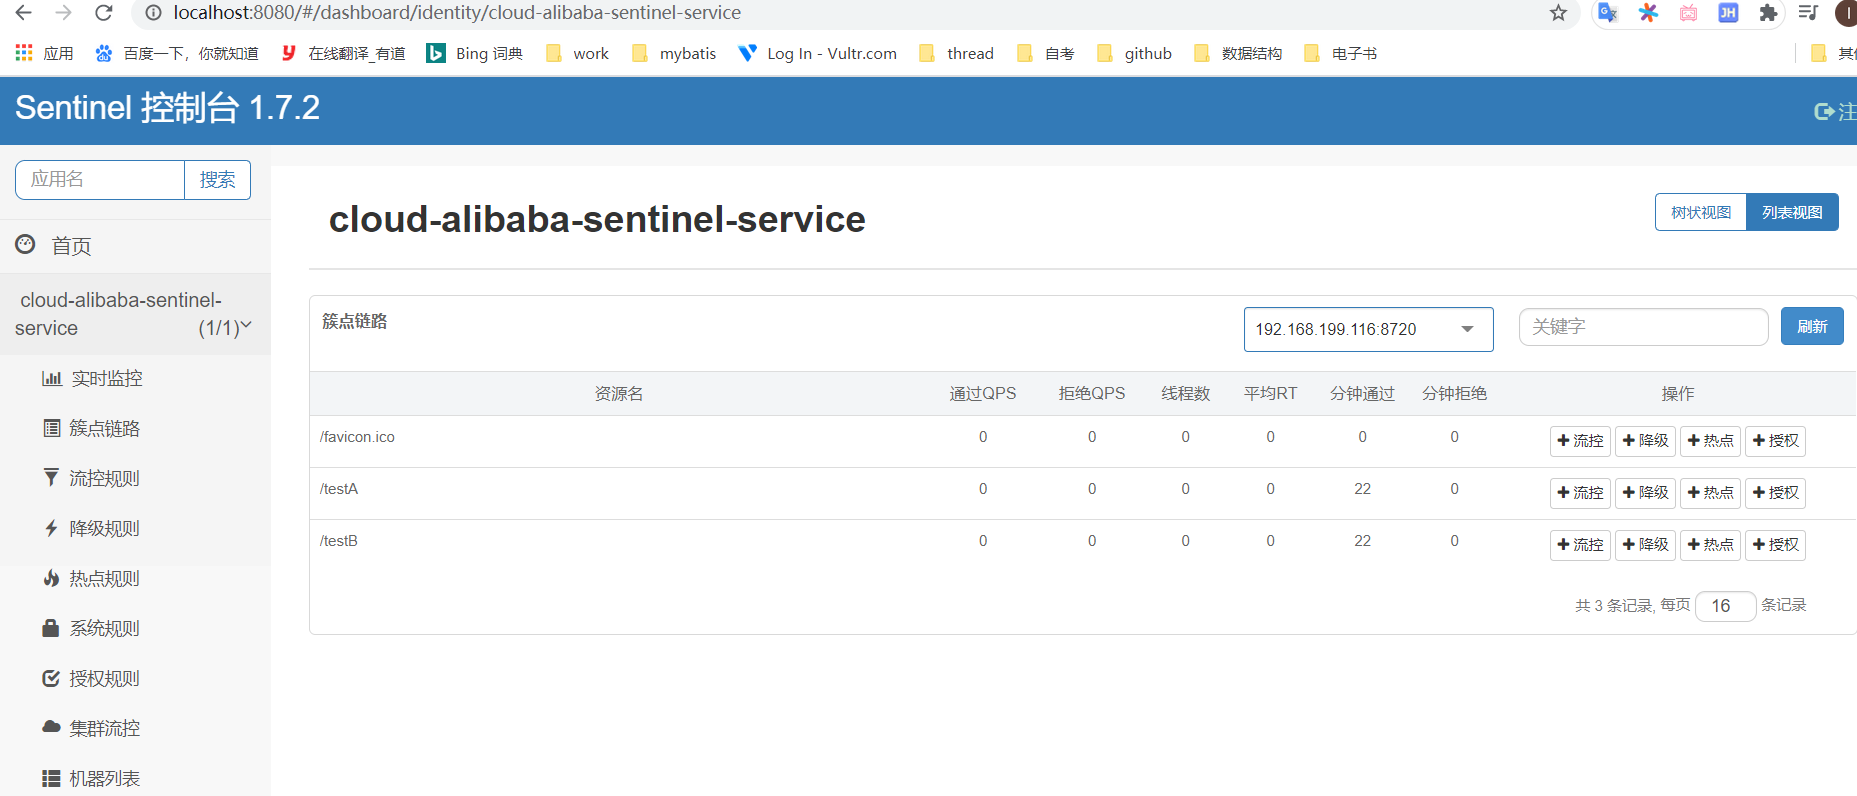 localhost:8080/#/dashboard/identity/cloud-alibaba-sentinel-service
应用 百度一下，你就知道 在线翻译_有道 Bing 词典 work mybatis Log In - Vultr.com thread 自考 github 数据结构 电子书
Sentinel 控制台 1.7.2 注
应用名 搜索
首页
cloud-alibaba-sentinel-
service (1/1)
实时监控
簇点链路
流控规则
降级规则
热点规则
系统规则
授权规则
集群流控
机器列表
cloud-alibaba-sentinel-service 树状视图 列表视图
簇点链路 192.168.199.116:8720 关键字 刷新
资源名 通过QPS 拒绝QPS 线程数 平均RT 分钟通过 分钟拒绝 操作
/favicon.ico 0 0 0 0 0 0 流控 降级 热点 授权
/testA 0 0 0 0 22 0 流控 降级 热点 授权
/testB 0 0 0 0 22 0 流控 降级 热点 授权
共 3 条记录, 每页 16 条记录